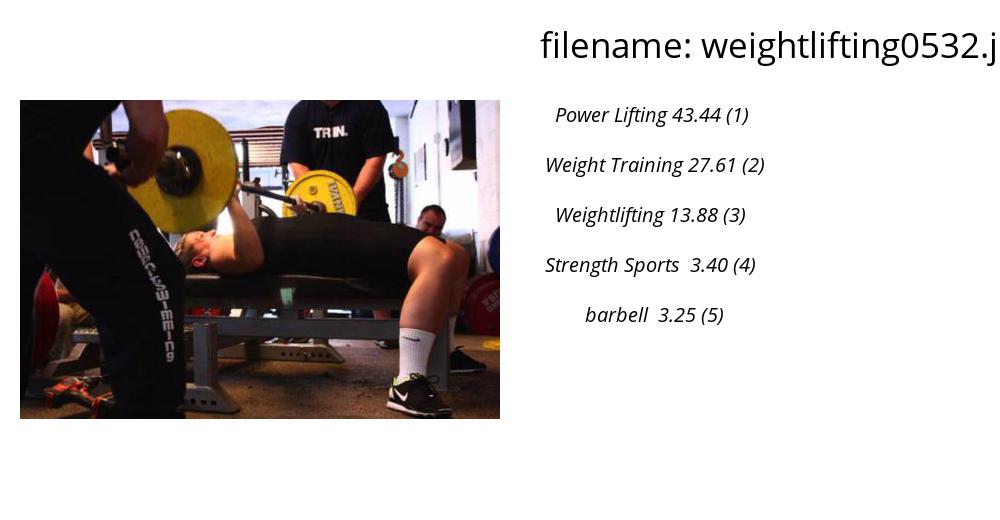 filename: weightlifting0532.j
Power Lifting 43.44 (1)
Weight Training 27.61 (2)
Weightlifting 13.88 (3)
Strength Sports 3.40 (4)
barbell 3.25 (5)
TRIN.
IVANKO